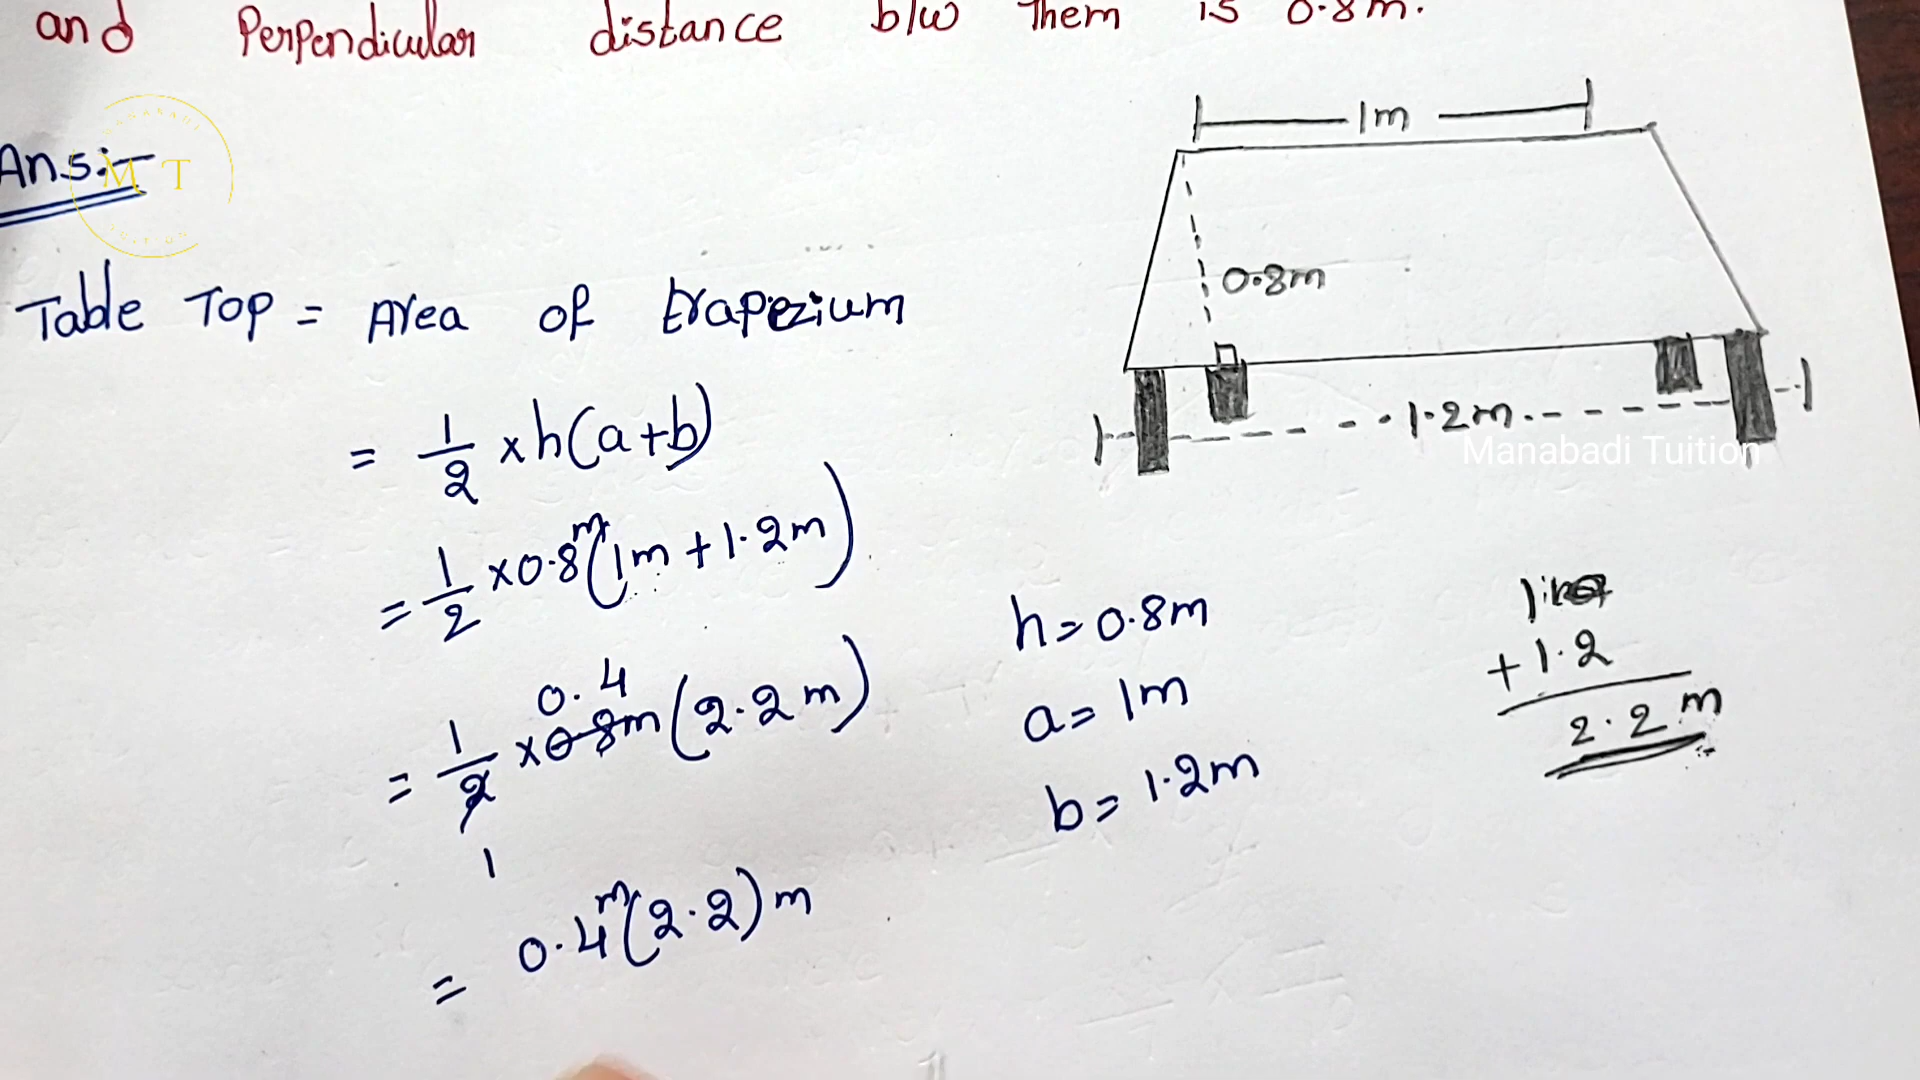 and Perpendicular distance b/w Them is 0.8m.
1m
Ans:-
M T
Table Top = Area of trapezium
0.8m
= 1/2 × h(a+b)
1.2m
Manabadi Tuition
= 1/2 × 0.8m(1m + 1.2m)
h = 0.8m
+ 1.2
2.2 m
0.4
= 1/2 × 0.8m (2.2m)
1
a = 1m
b = 1.2m
= 0.4m(2.2)m